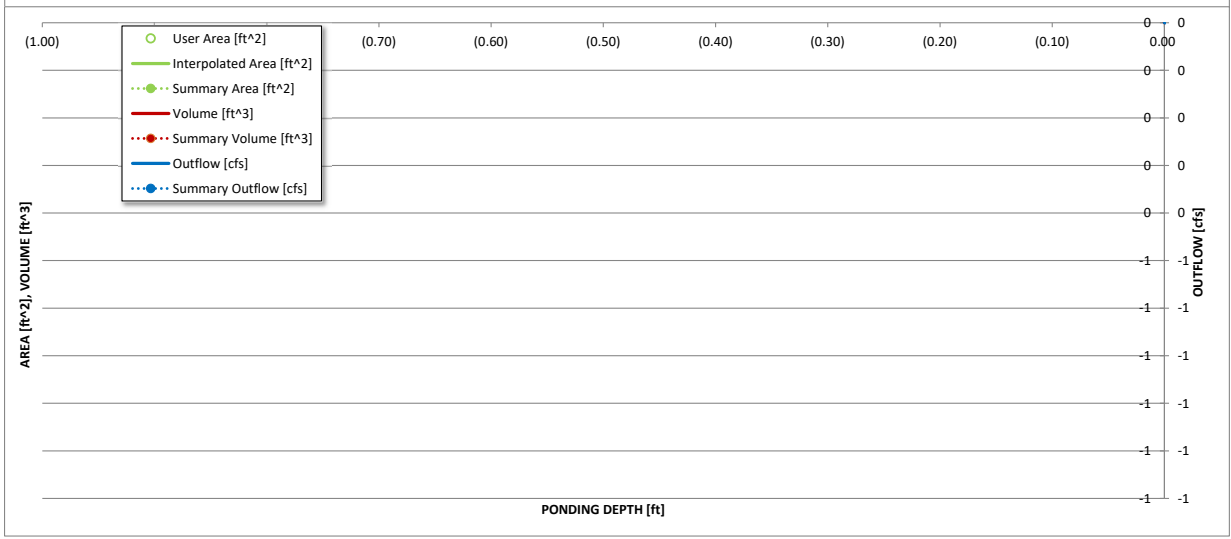 (1.00) (0.70) (0.60) (0.50) (0.40) (0.30) (0.20) (0.10) 0.00
User Area [ft^2]
Interpolated Area [ft^2]
Summary Area [ft^2]
Volume [ft^3]
Summary Volume [ft^3]
Outflow [cfs]
Summary Outflow [cfs]
AREA [ft^2], VOLUME [ft^3]
0 0
0 0
0 0
0 0
0 0
-1 -1
-1 -1
-1 -1
-1 -1
-1 -1
-1 -1
OUTFLOW [cfs]
PONDING DEPTH [ft]